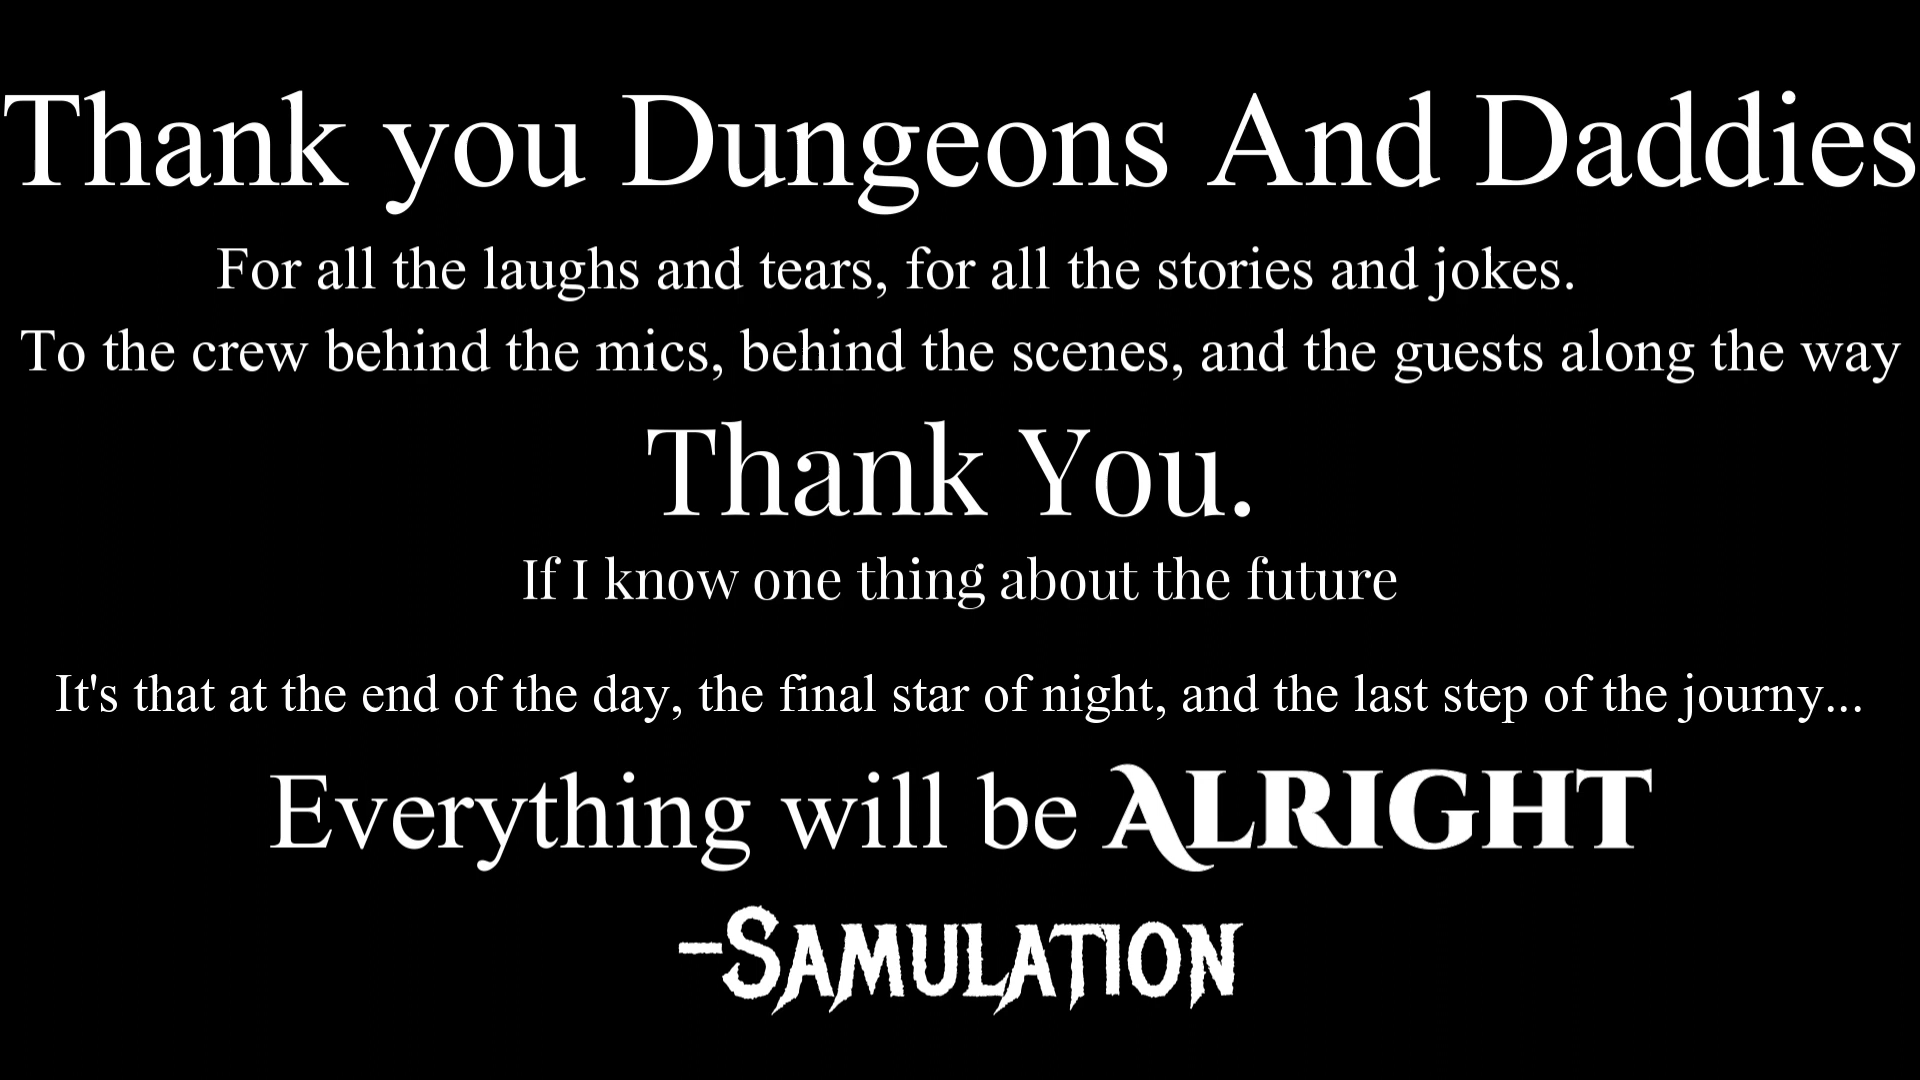 Thank you Dungeons And Daddies
For all the laughs and tears, for all the stories and jokes.
To the crew behind the mics, behind the scenes, and the guests along the way
Thank You.
If I know one thing about the future
It's that at the end of the day, the final star of night, and the last step of the journy...
Everything will be ALRIGHT
-SAMULATION